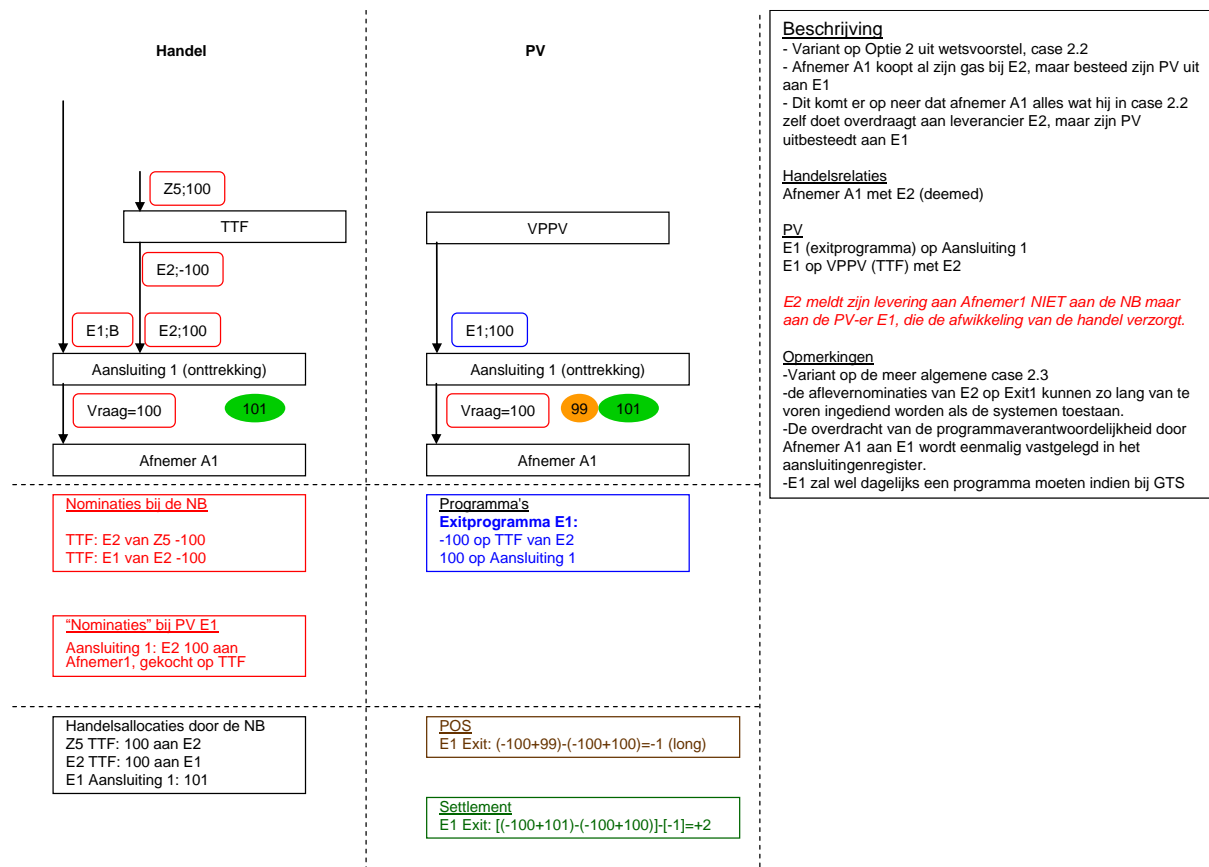 Handel
PV
Z5;100
TTF
VPPV
E2;-100
E1;B
E2;100
E1;100
Aansluiting 1 (onttrekking)
Aansluiting 1 (onttrekking)
Vraag=100
101
Vraag=100
99
101
Afnemer A1
Afnemer A1
Nominaties bij de NB
TTF: E2 van Z5 -100
TTF: E1 van E2 -100
Programma's
Exitprogramma E1:
-100 op TTF van E2
100 op Aansluiting 1
“Nominaties” bij PV E1
Aansluiting 1: E2 100 aan
Afnemer1, gekocht op TTF
Handelsallocaties door de NB
Z5 TTF: 100 aan E2
E2 TTF: 100 aan E1
E1 Aansluiting 1: 101
POS
E1 Exit: (-100+99)-(-100+100)=-1 (long)
Settlement
E1 Exit: [(-100+101)-(-100+100)]-[-1]=+2
Beschrijving
- Variant op Optie 2 uit wetsvoorstel, case 2.2
- Afnemer A1 koopt al zijn gas bij E2, maar besteed zijn PV uit
aan E1
- Dit komt er op neer dat afnemer A1 alles wat hij in case 2.2
zelf doet overdraagt aan leverancier E2, maar zijn PV
uitbesteedt aan E1
Handelsrelaties
Afnemer A1 met E2 (deemed)
PV
E1 (exitprogramma) op Aansluiting 1
E1 op VPPV (TTF) met E2
E2 meldt zijn levering aan Afnemer1 NIET aan de NB maar
aan de PV-er E1, die de afwikkeling van de handel verzorgt.
Opmerkingen
-Variant op de meer algemene case 2.3
-de aflevernominaties van E2 op Exit1 kunnen zo lang van te
voren ingediend worden als de systemen toestaan.
-De overdracht van de programmaverantwoordelijkheid door
Afnemer A1 aan E1 wordt eenmalig vastgelegd in het
aansluitingenregister.
-E1 zal wel dagelijks een programma moeten indien bij GTS